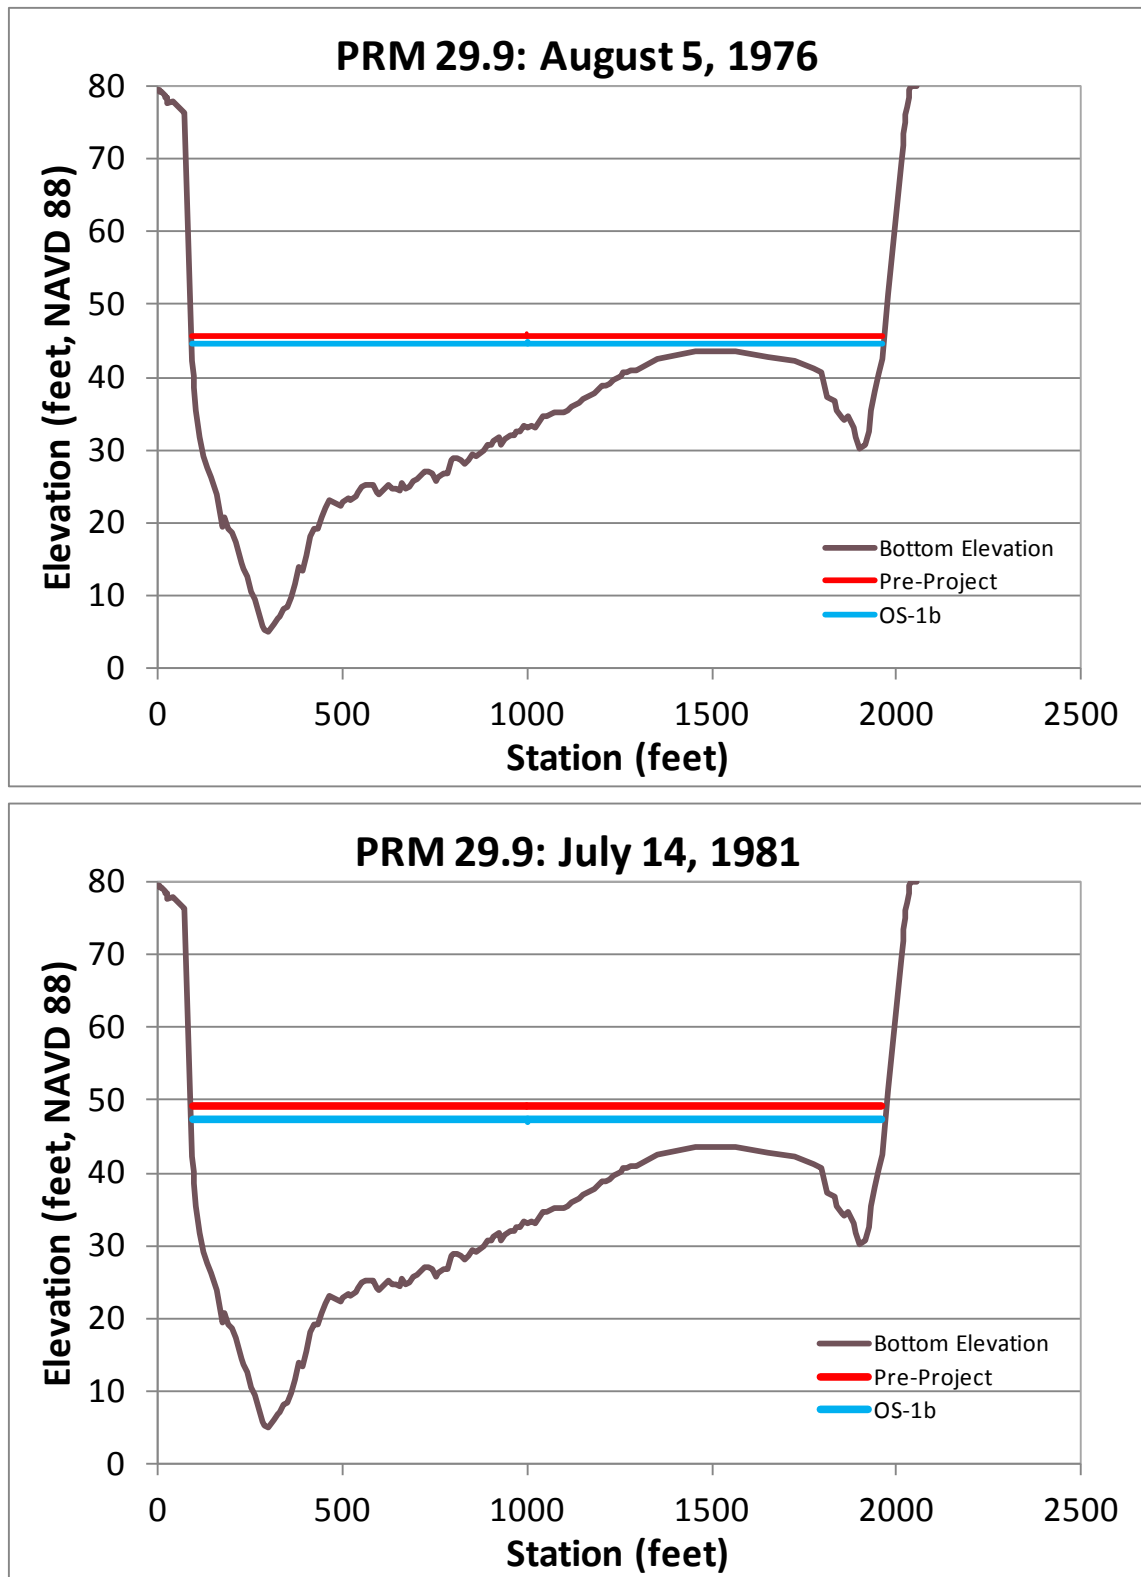 PRM 29.9: August 5, 1976
80
70
60
50
40
30
20
10
0
Elevation (feet, NAVD 88)
Bottom Elevation
Pre-Project
OS-1b
0 500 1000 1500 2000 2500
Station (feet)
PRM 29.9: July 14, 1981
80
70
60
50
40
30
20
10
0
Elevation (feet, NAVD 88)
Bottom Elevation
Pre-Project
OS-1b
0 500 1000 1500 2000 2500
Station (feet)